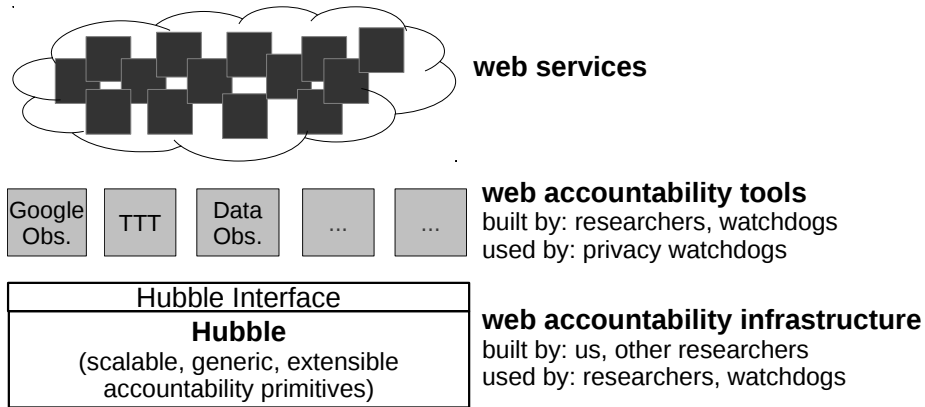 web services
Google
Obs.
TTT
Data
Obs.
...
...
web accountability tools
built by: researchers, watchdogs
used by: privacy watchdogs
Hubble Interface
Hubble
(scalable, generic, extensible
accountability primitives)
web accountability infrastructure
built by: us, other researchers
used by: researchers, watchdogs